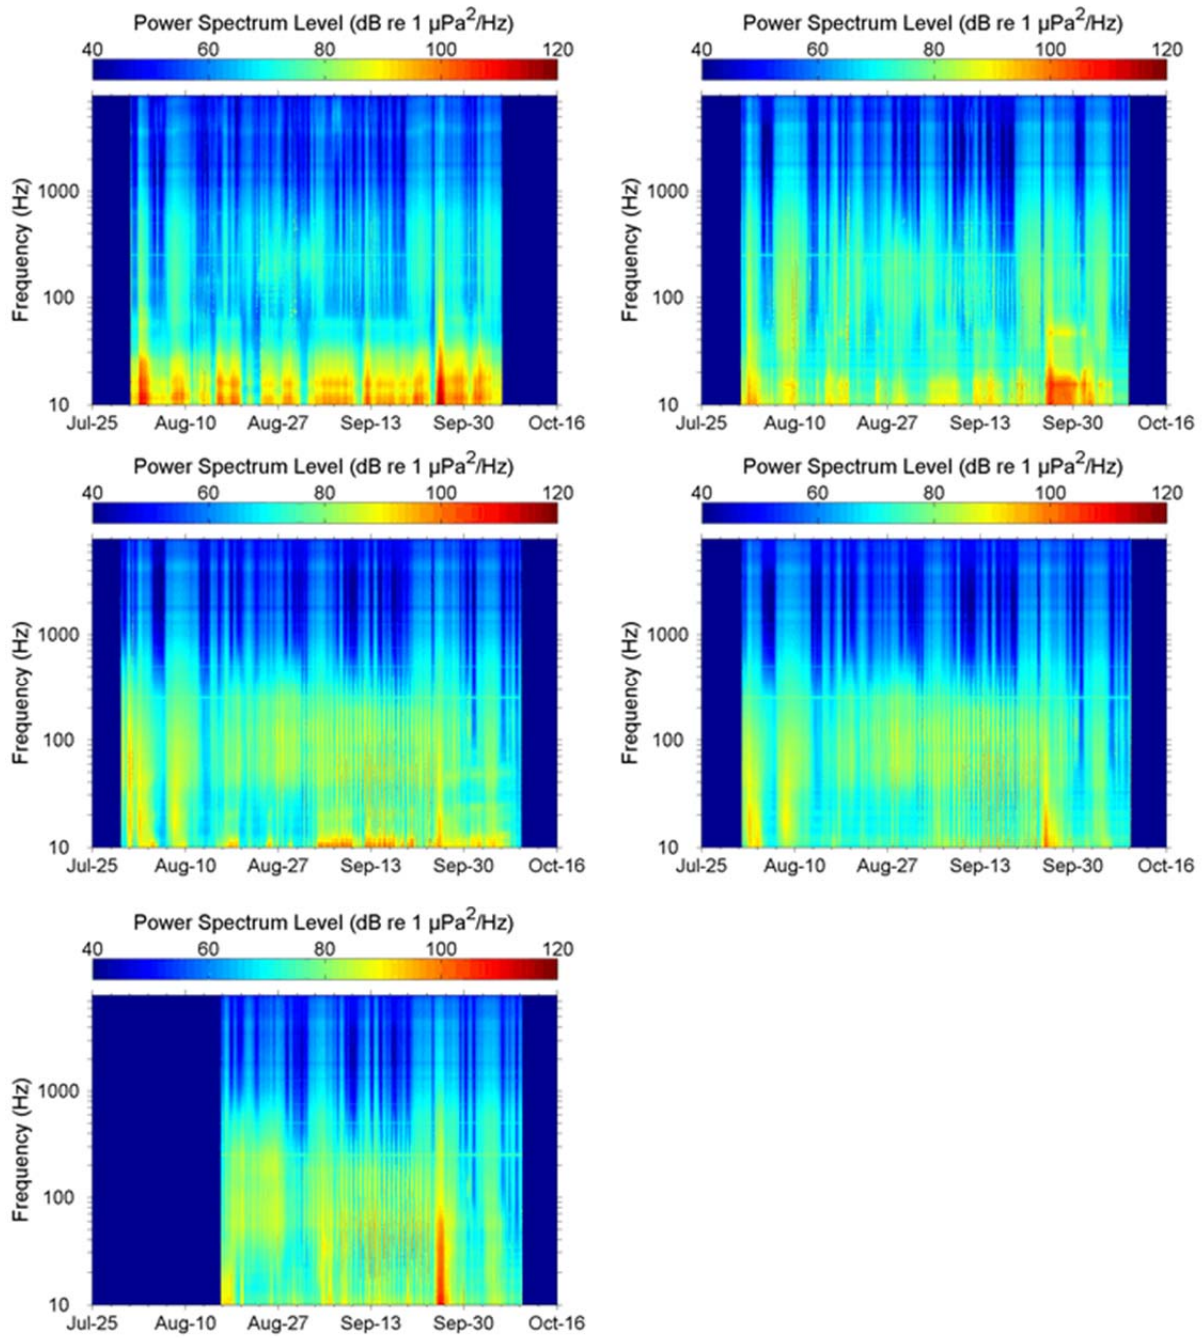 Power Spectrum Level (dB re 1 µPa²/Hz)
40 60 80 100 120
Frequency (Hz)
1000
100
10
Jul-25 Aug-10 Aug-27 Sep-13 Sep-30 Oct-16
Power Spectrum Level (dB re 1 µPa²/Hz)
40 60 80 100 120
Frequency (Hz)
1000
100
10
Jul-25 Aug-10 Aug-27 Sep-13 Sep-30 Oct-16
Power Spectrum Level (dB re 1 µPa²/Hz)
40 60 80 100 120
Frequency (Hz)
1000
100
10
Jul-25 Aug-10 Aug-27 Sep-13 Sep-30 Oct-16
Power Spectrum Level (dB re 1 µPa²/Hz)
40 60 80 100 120
Frequency (Hz)
1000
100
10
Jul-25 Aug-10 Aug-27 Sep-13 Sep-30 Oct-16
Power Spectrum Level (dB re 1 µPa²/Hz)
40 60 80 100 120
Frequency (Hz)
1000
100
10
Jul-25 Aug-10 Aug-27 Sep-13 Sep-30 Oct-16